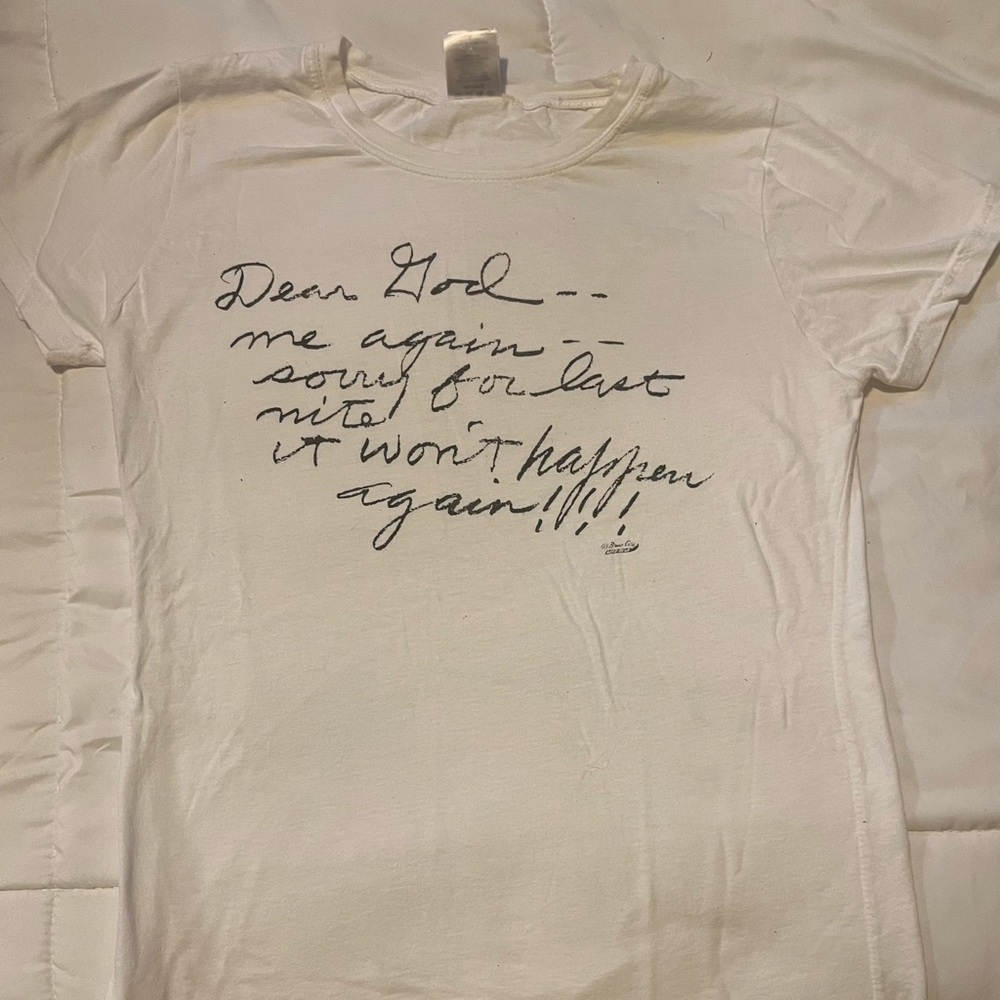 Dear God--
me again--
sorry for last
nite
it won't happen
again!!!!